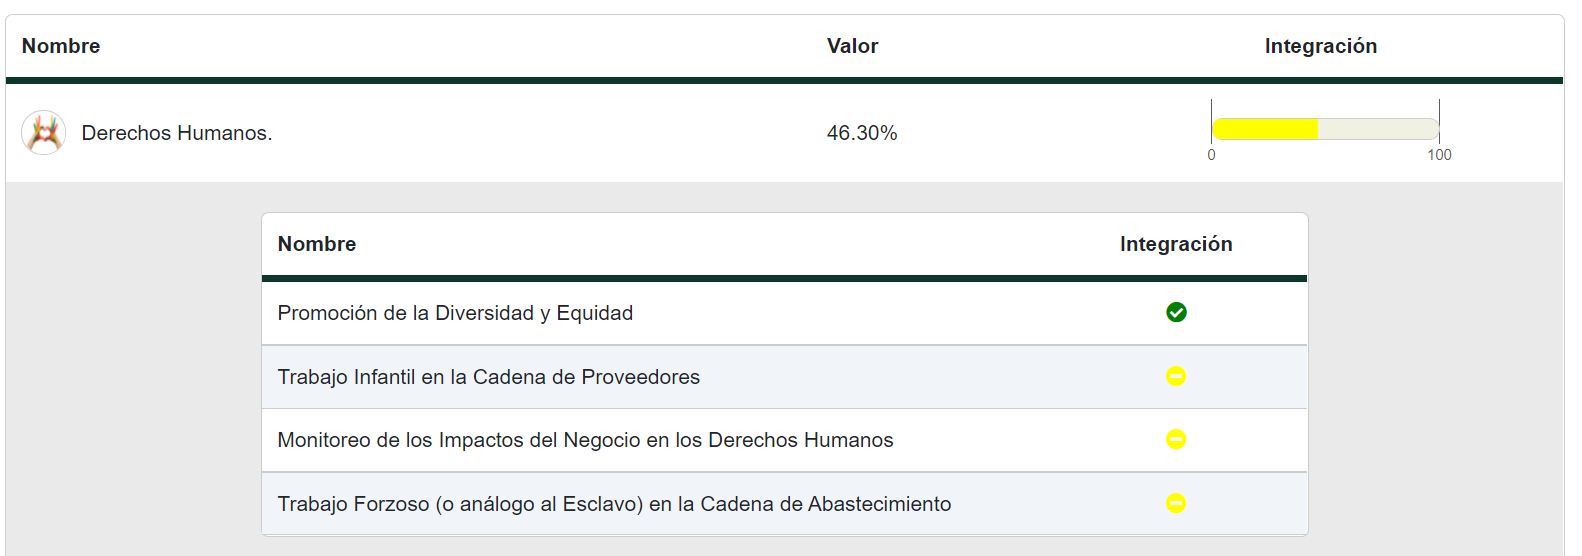 Nombre Valor Integración
Derechos Humanos. 46.30%
0 100
Nombre Integración
Promoción de la Diversidad y Equidad
Trabajo Infantil en la Cadena de Proveedores
Monitoreo de los Impactos del Negocio en los Derechos Humanos
Trabajo Forzoso (o análogo al Esclavo) en la Cadena de Abastecimiento